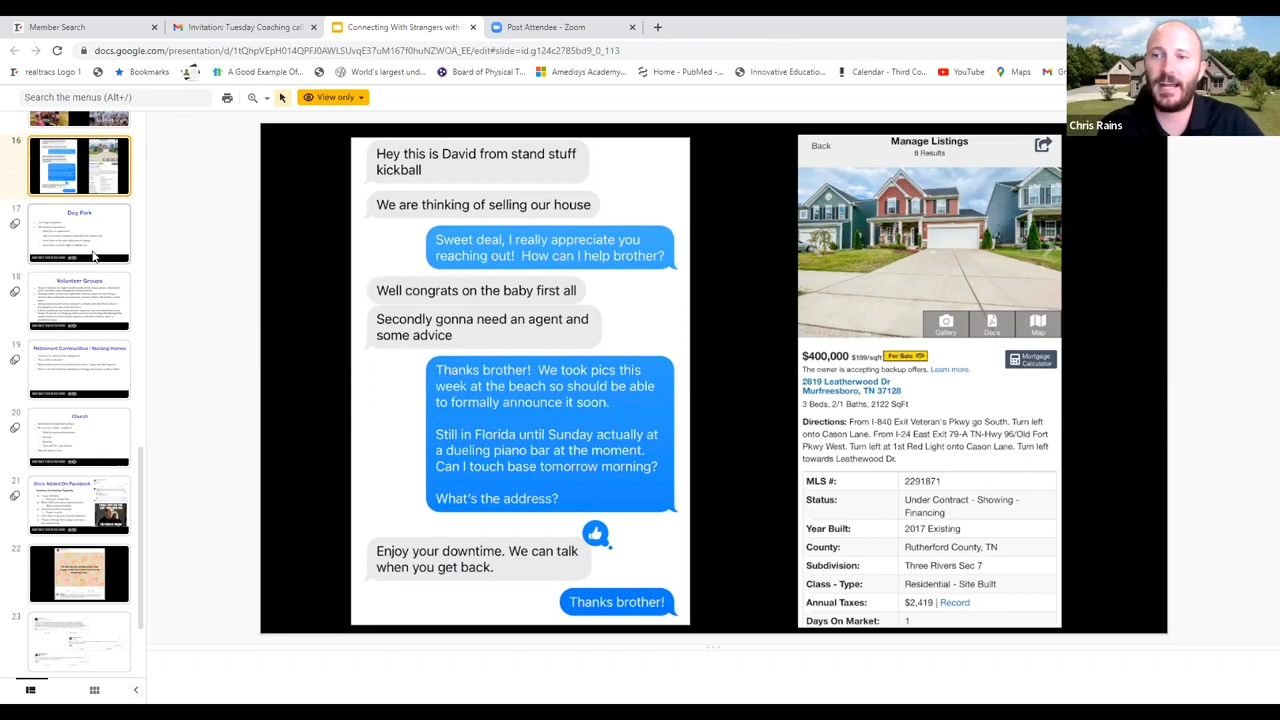 Member Search
Invitation: Tuesday Coaching call
Connecting With Strangers with
Post Attendee - Zoom
docs.google.com/presentation/d/1tQhpVEpH014QPFJ0AWLSUvqE37uM167f0huNZWOA_EE/edit#slide=id.g124c2785bd9_0_113
realtracs Logo 1
Bookmarks
A Good Example Of...
World's largest und...
Board of Physical T...
Amedisys Academy...
Home - PubMed -...
Innovative Educatio...
Calendar - Third Co...
YouTube
Maps
Search the menus (Alt+/)
View only
Chris Rains
16
17
Dog Park
18
Volunteer Groups
19
Retirement Communities / Nursing Homes
20
Church
21
Once Added On Facebook
22
23
Hey this is David from stand stuff
kickball
We are thinking of selling our house
Sweet deal, I really appreciate you
reaching out! How can I help brother?
Well congrats on the baby first all
Secondly gonna need an agent and
some advice
Thanks brother! We took pics this
week at the beach so should be able
to formally announce it soon.
Still in Florida until Sunday actually at
a dueling piano bar at the moment.
Can I touch base tomorrow morning?
What's the address?
Enjoy your downtime. We can talk
when you get back.
Thanks brother!
Back
Manage Listings
6 Results
Gallery
Docs
Map
$400,000 $189/sqft For Sale
The owner is accepting backup offers. Learn more.
Mortgage
Calculator
2819 Leatherwood Dr
Murfreesboro, TN 37128
3 Beds, 2/1 Baths, 2122 SqFt
Directions: From I-840 Exit Veteran's Pkwy go South. Turn left
onto Cason Lane. From I-24 East Exit 79-A TN-Hwy 96/Old Fort
Pkwy West. Turn left at 1st Red Light onto Cason Lane. Turn left
towards Leathewood Dr.
MLS #: 2291871
Status: Under Contract - Showing -
Financing
Year Built: 2017 Existing
County: Rutherford County, TN
Subdivision: Three Rivers Sec 7
Class - Type: Residential - Site Built
Annual Taxes: $2,419 | Record
Days On Market: 1